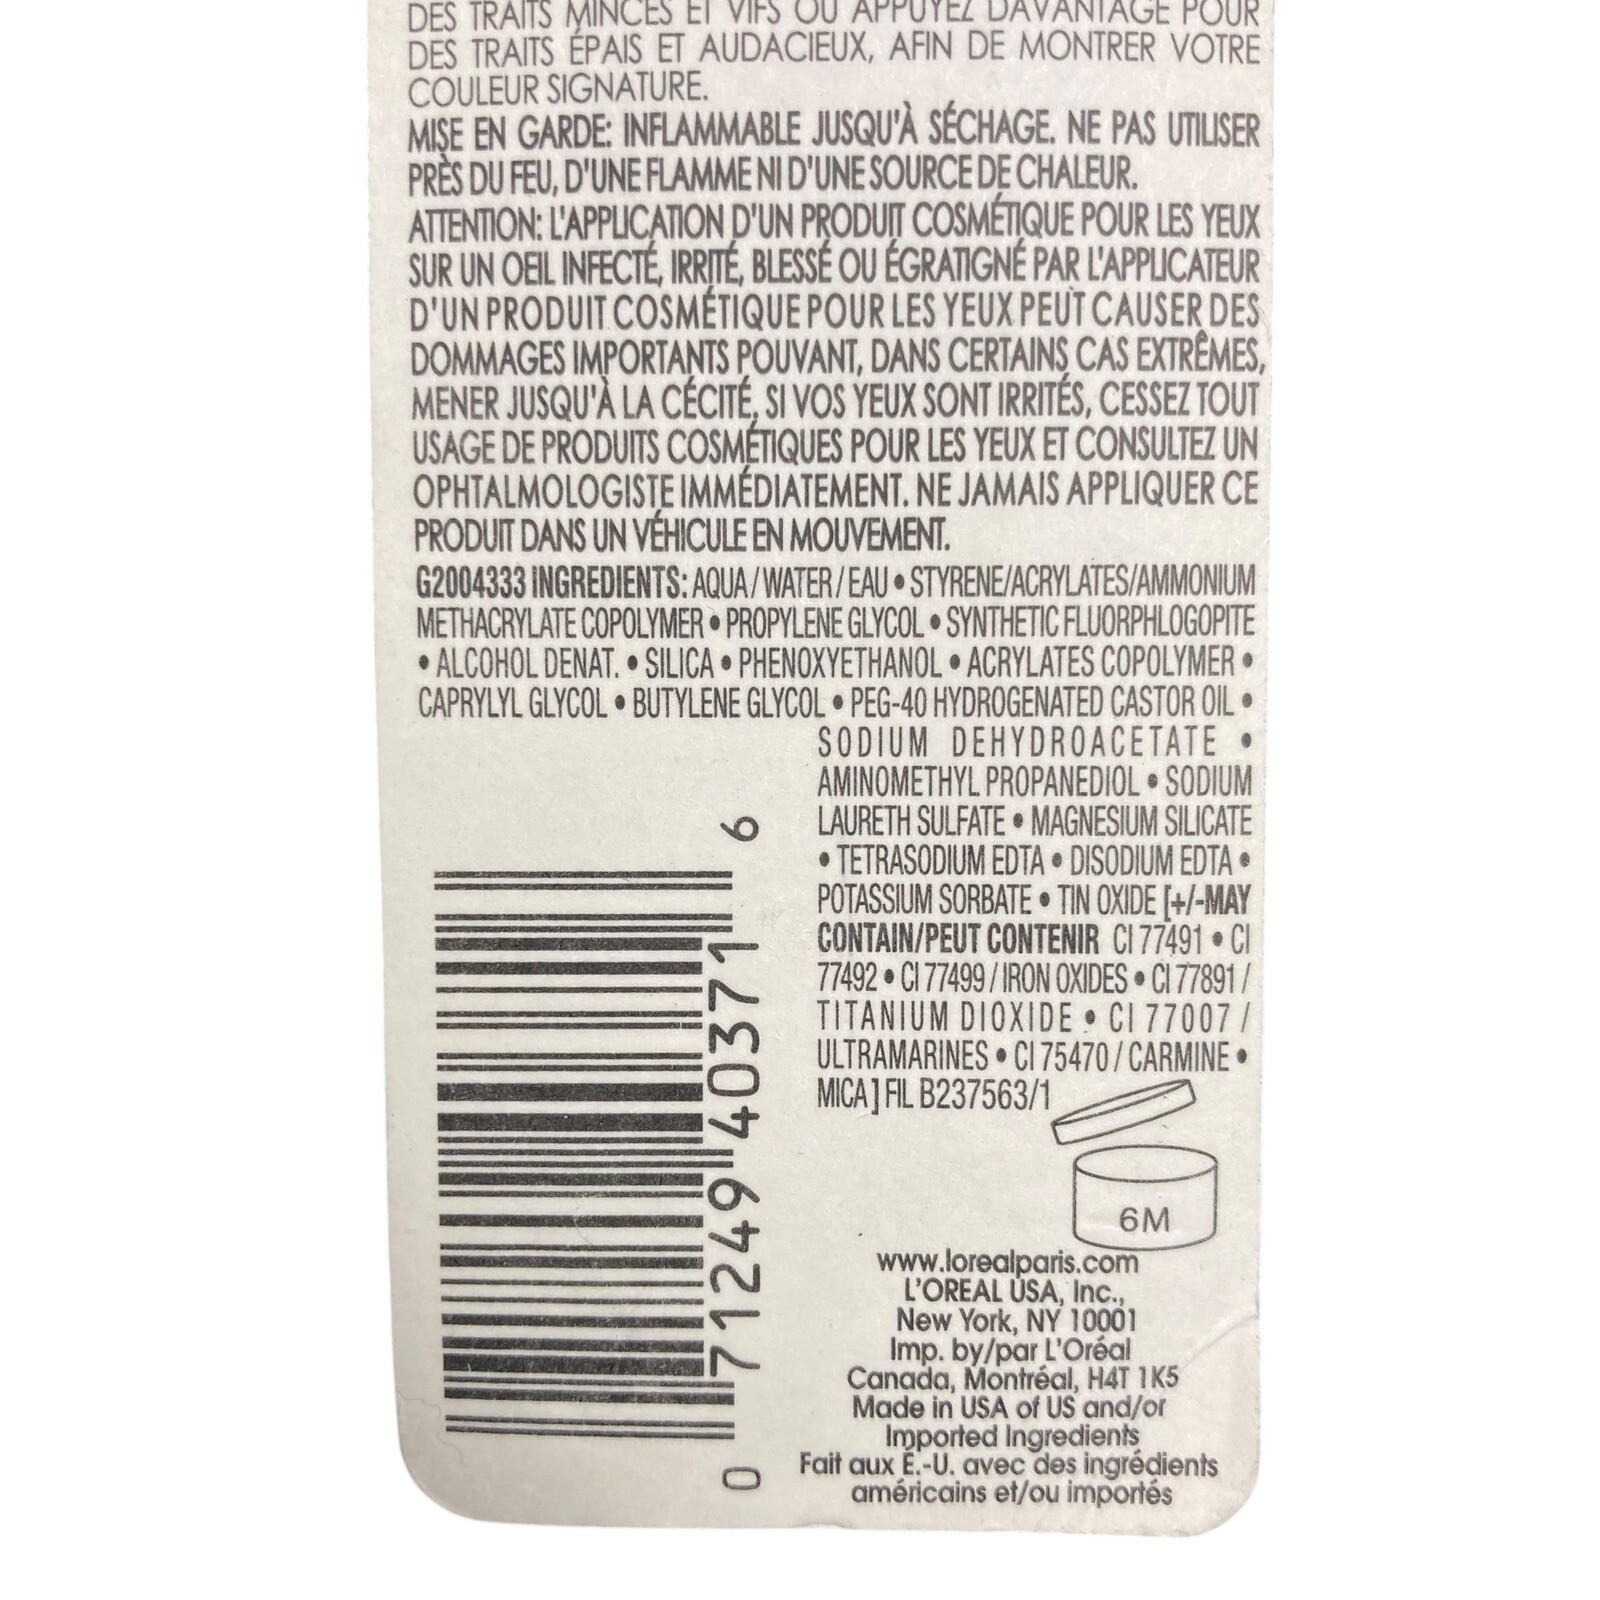 DES TRAITS MINCES ET VIFS OU APPUYEZ DAVANTAGE POUR
DES TRAITS ÉPAIS ET AUDACIEUX, AFIN DE MONTRER VOTRE
COULEUR SIGNATURE.
MISE EN GARDE: INFLAMMABLE JUSQU'À SÉCHAGE. NE PAS UTILISER
PRÈS DU FEU, D'UNE FLAMME NI D'UNE SOURCE DE CHALEUR.
ATTENTION: L'APPLICATION D'UN PRODUIT COSMÉTIQUE POUR LES YEUX
SUR UN OEIL INFECTÉ, IRRITÉ, BLESSÉ OU ÉGRATIGNÉ PAR L'APPLICATEUR
D'UN PRODUIT COSMÉTIQUE POUR LES YEUX PEUT CAUSER DES
DOMMAGES IMPORTANTS POUVANT, DANS CERTAINS CAS EXTRÊMES,
MENER JUSQU'À LA CÉCITÉ. SI VOS YEUX SONT IRRITÉS, CESSEZ TOUT
USAGE DE PRODUITS COSMÉTIQUES POUR LES YEUX ET CONSULTEZ UN
OPHTALMOLOGISTE IMMÉDIATEMENT. NE JAMAIS APPLIQUER CE
PRODUIT DANS UN VÉHICULE EN MOUVEMENT.
G2004333 INGREDIENTS: AQUA / WATER / EAU • STYRENE/ACRYLATES/AMMONIUM
METHACRYLATE COPOLYMER • PROPYLENE GLYCOL • SYNTHETIC FLUORPHLOGOPITE
• ALCOHOL DENAT. • SILICA • PHENOXYETHANOL • ACRYLATES COPOLYMER •
CAPRYLYL GLYCOL • BUTYLENE GLYCOL • PEG-40 HYDROGENATED CASTOR OIL •
SODIUM DEHYDROACETATE •
AMINOMETHYL PROPANEDIOL • SODIUM
LAURETH SULFATE • MAGNESIUM SILICATE
• TETRASODIUM EDTA • DISODIUM EDTA •
POTASSIUM SORBATE • TIN OXIDE [+/-MAY
CONTAIN/PEUT CONTENIR CI 77491 • CI
77492 • CI 77499 / IRON OXIDES • CI 77891 /
TITANIUM DIOXIDE • CI 77007 /
ULTRAMARINES • CI 75470 / CARMINE •
MICA ] FIL B237563/1
6M
www.lorealparis.com
L'OREAL USA, Inc.,
New York, NY 10001
Imp. by/par L'Oréal
Canada, Montréal, H4T 1K5
Made in USA of US and/or
Imported Ingredients
Fait aux É.-U. avec des ingrédients
américains et/ou importés
0 71249 40371 6